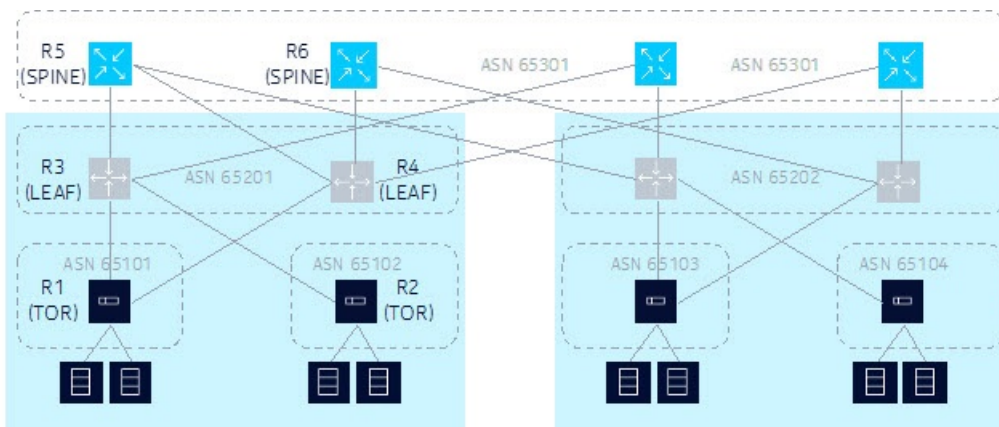 R5
(SPINE)
R6
(SPINE)
ASN 65301
ASN 65301
R3
(LEAF)
ASN 65201
R4
(LEAF)
ASN 65202
ASN 65101
R1
(TOR)
ASN 65102
R2
(TOR)
ASN 65103
ASN 65104